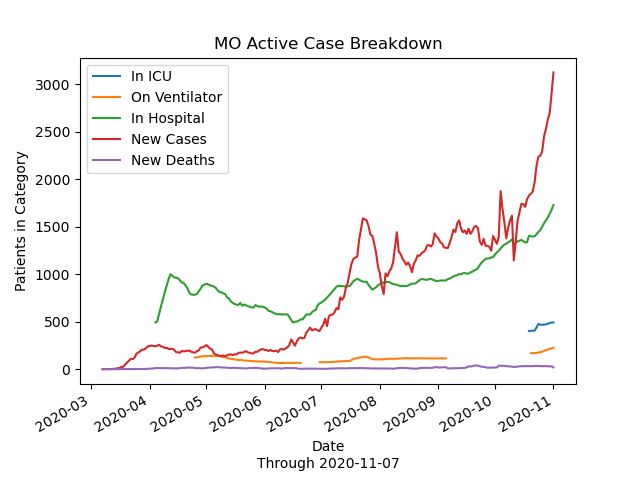 MO Active Case Breakdown
In ICU
On Ventilator
In Hospital
New Cases
New Deaths
Patients in Category
3000
2500
2000
1500
1000
500
0
2020-03
2020-04
2020-05
2020-06
2020-07
2020-08
2020-09
2020-10
2020-11
Date
Through 2020-11-07